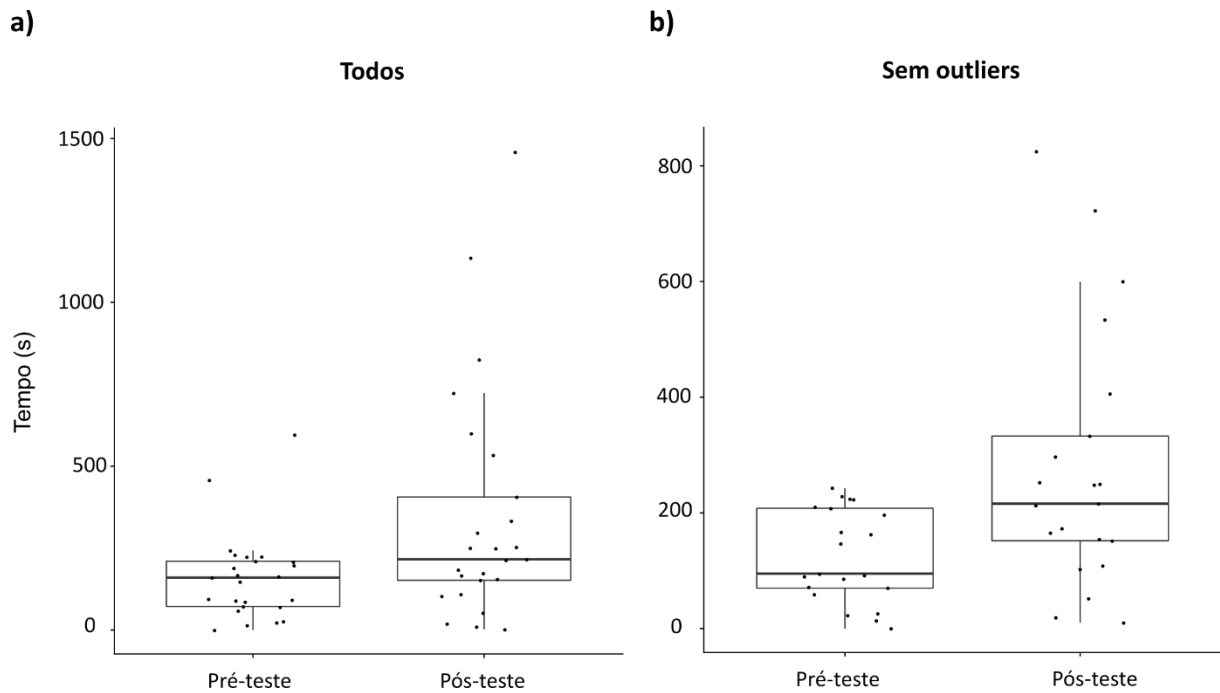 a)
Todos
Tempo (s)
1500
1000
500
0
Pré-teste
Pós-teste
b)
Sem outliers
800
600
400
200
0
Pré-teste
Pós-teste